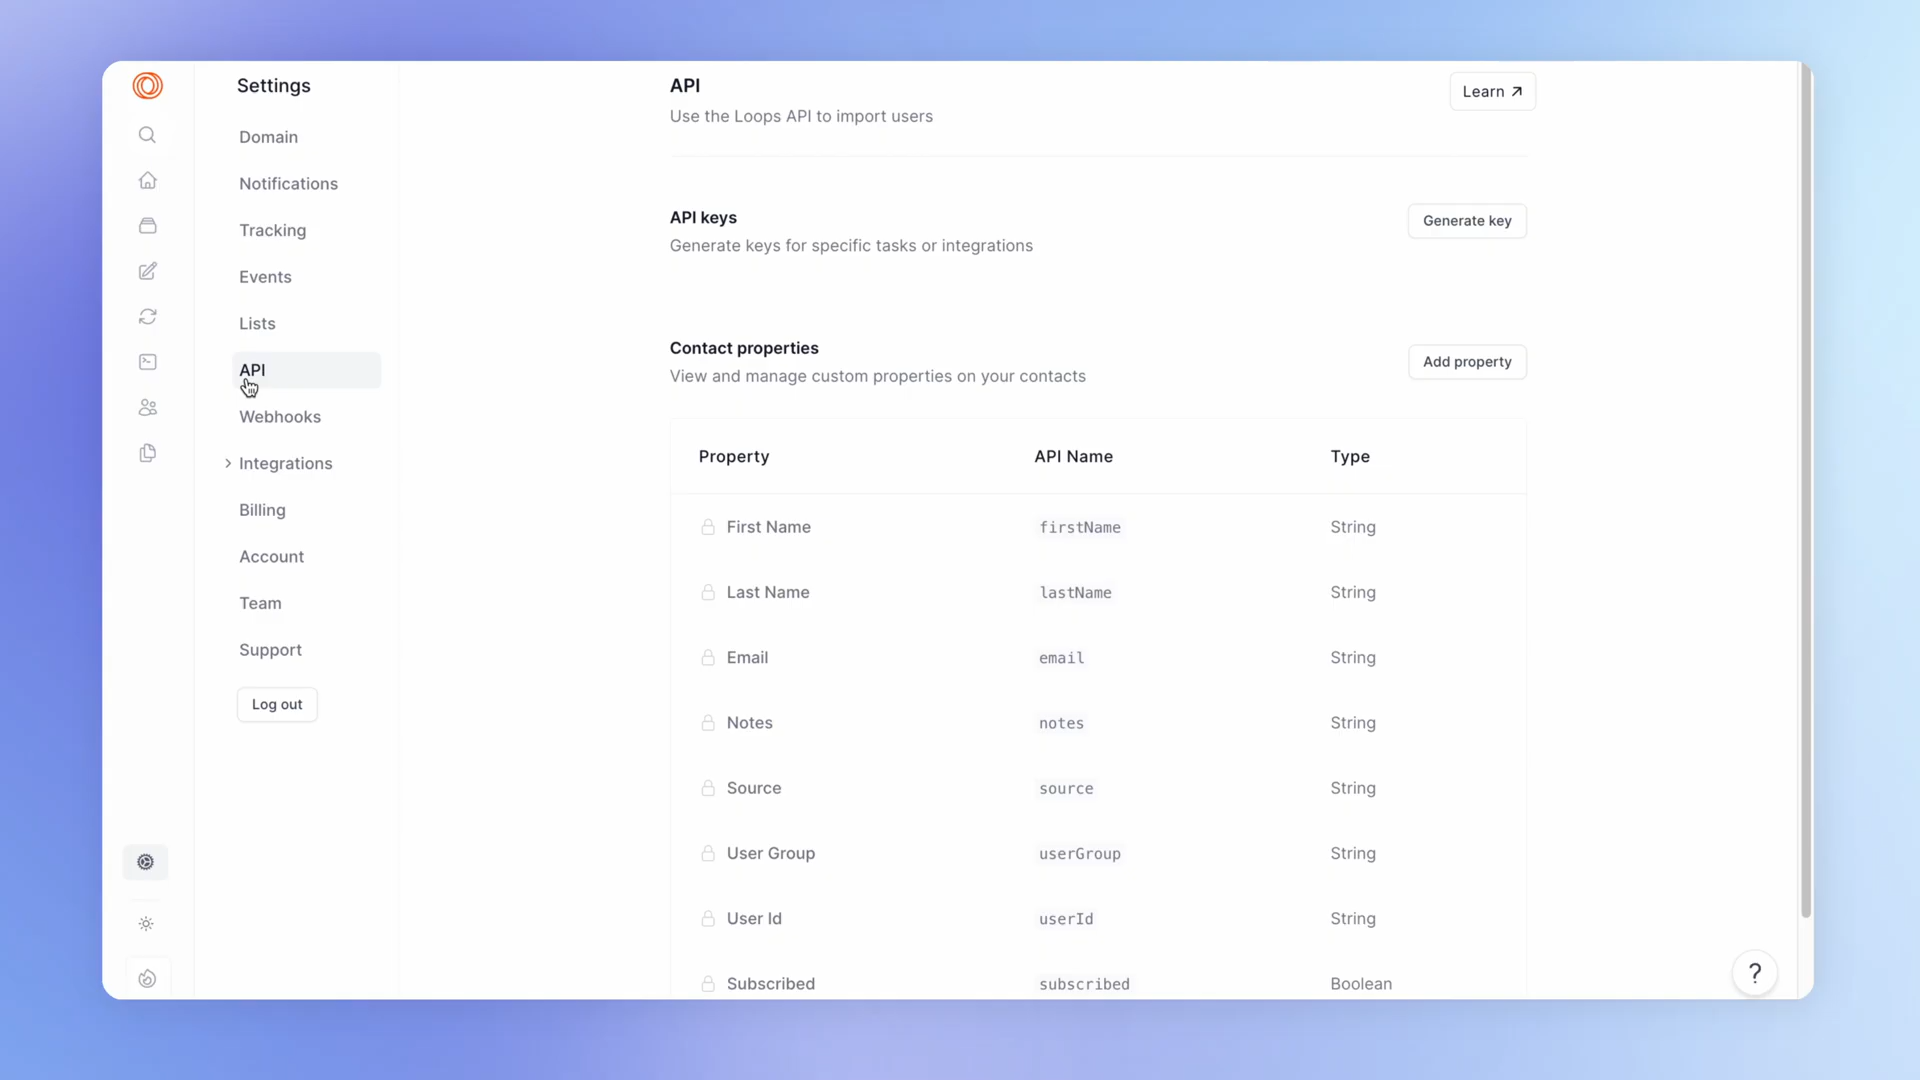 Settings
Domain
Notifications
Tracking
Events
Lists
API
Webhooks
Integrations
Billing
Account
Team
Support
Log out
API
Use the Loops API to import users
Learn
API keys
Generate keys for specific tasks or integrations
Generate key
Contact properties
View and manage custom properties on your contacts
Add property
Property API Name Type
First Name firstName String
Last Name lastName String
Email email String
Notes notes String
Source source String
User Group userGroup String
User Id userId String
Subscribed subscribed Boolean
?